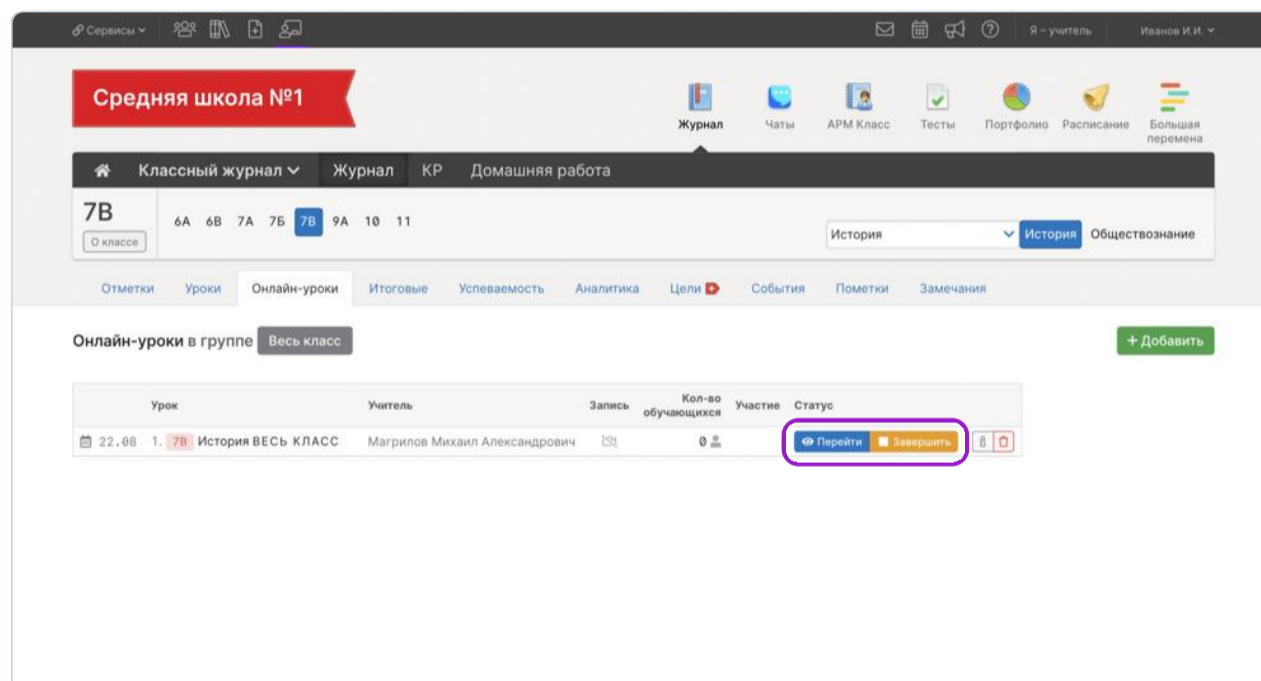 Сервисы
Я – учитель
Иванов И.И.
Средняя школа №1
Журнал
Чаты
АРМ Класс
Тесты
Портфолио
Расписание
Большая
перемена
Классный журнал
Журнал
КР
Домашняя работа
7В
О классе
6А 6В 7А 7Б 7В 9А 10 11
История
История
Обществознание
Отметки
Уроки
Онлайн-уроки
Итоговые
Успеваемость
Аналитика
Цели
События
Пометки
Замечания
Онлайн-уроки в группе Весь класс
+ Добавить
Урок
Учитель
Запись
Кол-во
обучающихся
Участие
Статус
22.08 1. 7В История ВЕСЬ КЛАСС
Магрилов Михаил Александрович
0
Перейти
Завершить